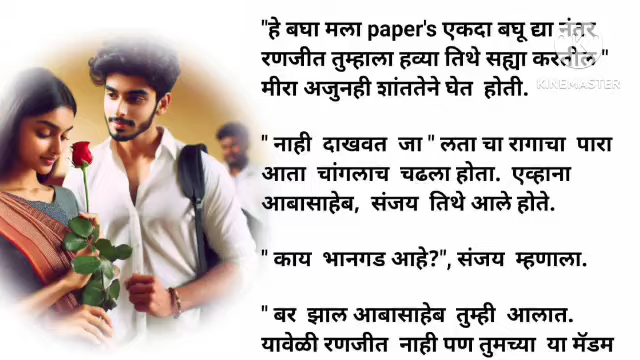 "हे बघा मला paper's एकदा बघू द्या नंतर
रणजीत तुम्हाला हव्या तिथे सह्या करतील "
मीरा अजुनही शांततेने घेत होती.
KINEMASTER
" नाही दाखवत जा " लता चा रागाचा पारा
आता चांगलाच चढला होता. एव्हाना
आबासाहेब, संजय तिथे आले होते.
" काय भानगड आहे?", संजय म्हणाला.
" बर झाल आबासाहेब तुम्ही आलात.
यावेळी रणजीत नाही पण तुमच्या या मॅडम